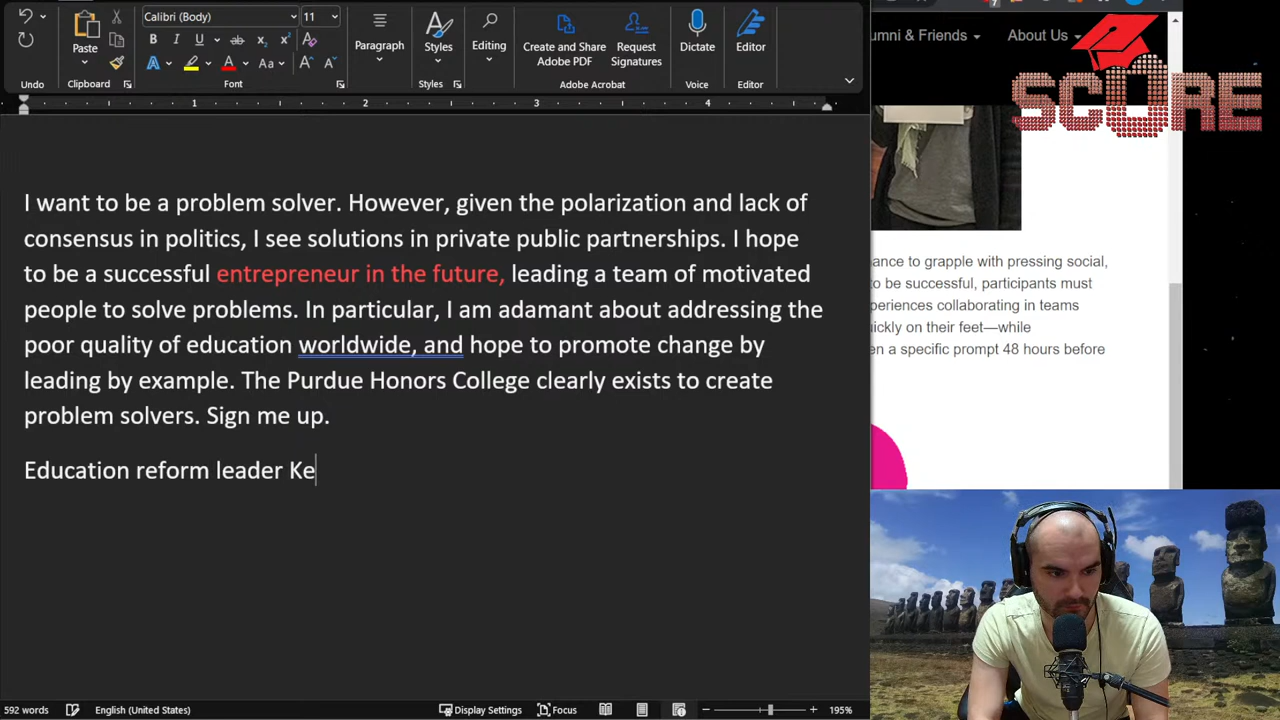 Calibri (Body) 11
Paste
Paragraph
Styles
Editing
Create and Share
Adobe PDF
Request
Signatures
Dictate
Editor
Undo
Clipboard
Font
Styles
Adobe Acrobat
Voice
Editor
1 2 3 4
I want to be a problem solver. However, given the polarization and lack of
consensus in politics, I see solutions in private public partnerships. I hope
to be a successful entrepreneur in the future, leading a team of motivated
people to solve problems. In particular, I am adamant about addressing the
poor quality of education worldwide, and hope to promote change by
leading by example. The Purdue Honors College clearly exists to create
problem solvers. Sign me up.
Education reform leader Ke
592 words
English (United States)
Display Settings
Focus
195%
umni & Friends
About Us
SCORE
ance to grapple with pressing social,
to be successful, participants must
periences collaborating in teams
uickly on their feet—while
en a specific prompt 48 hours before